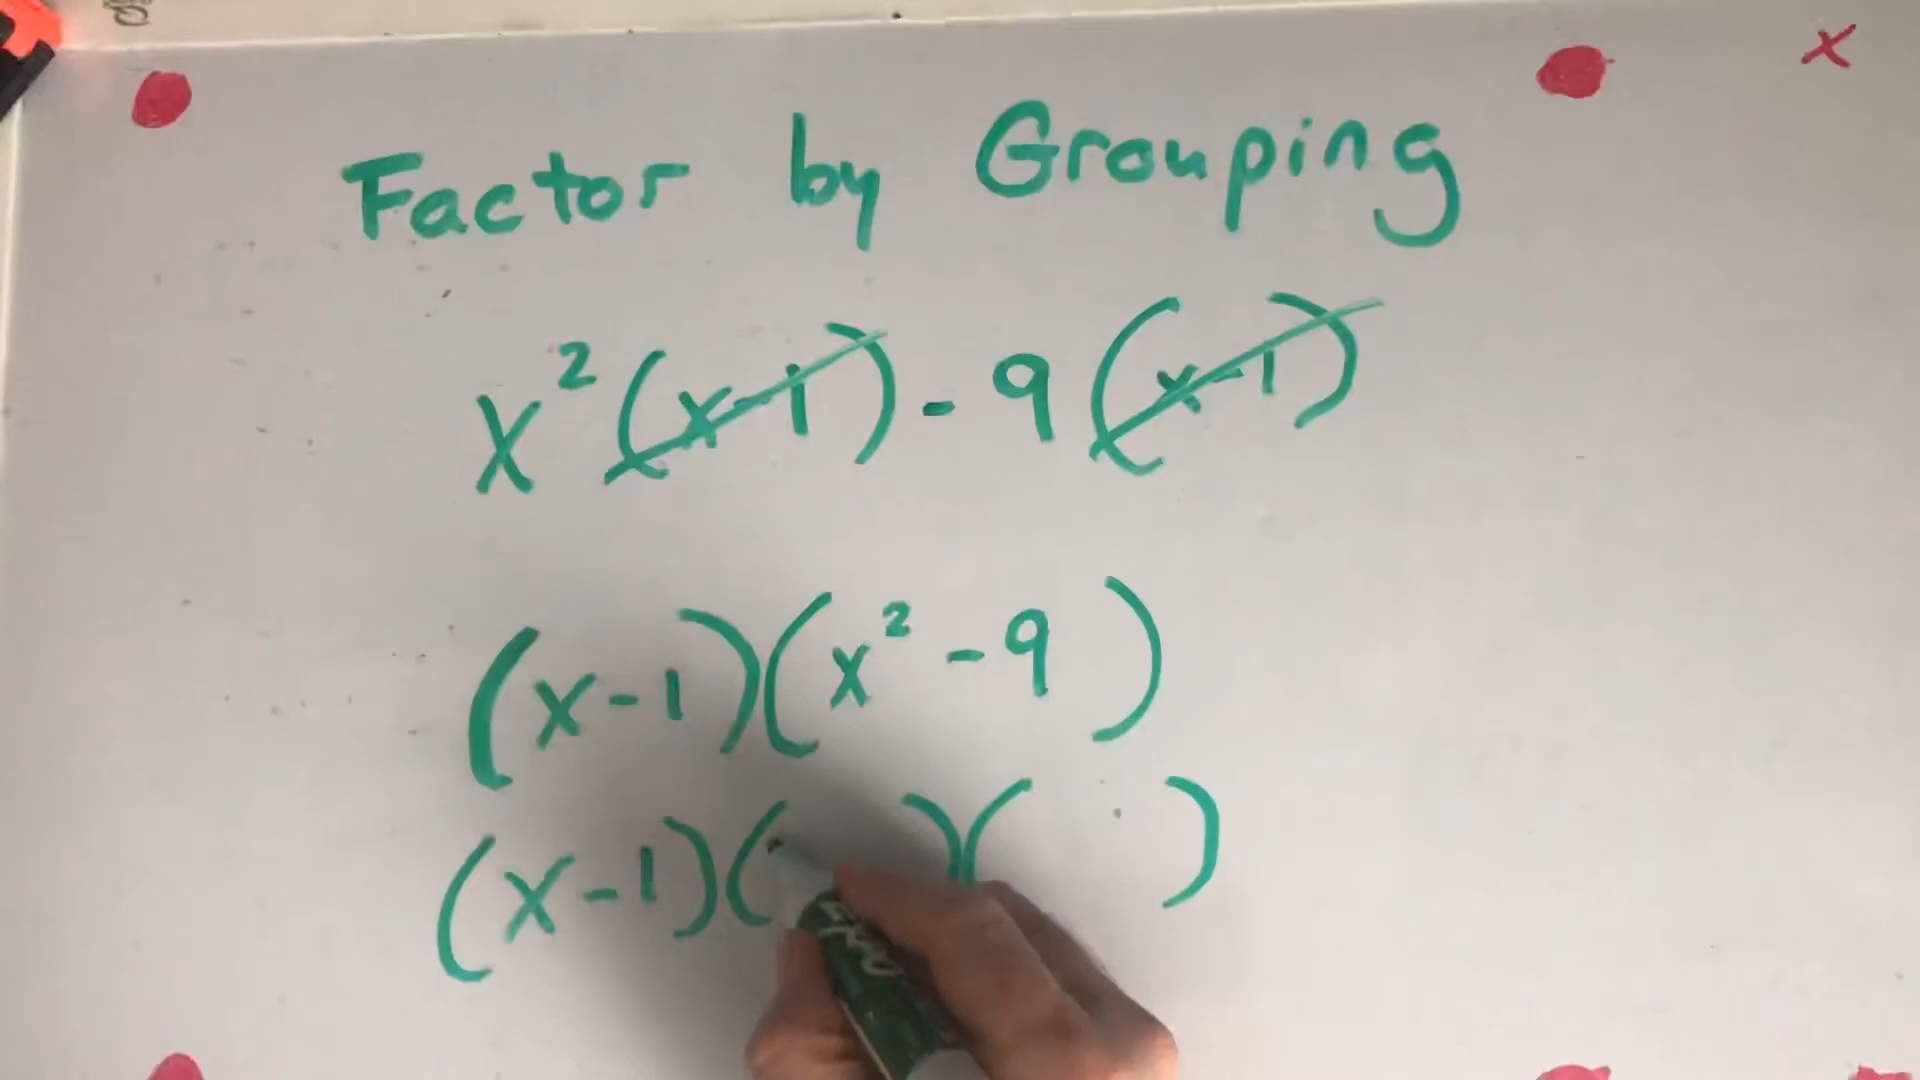 x
Factor by Grouping
x²(x-1) - 9(x-1)
(x-1)(x² - 9)
(x-1)( )( )